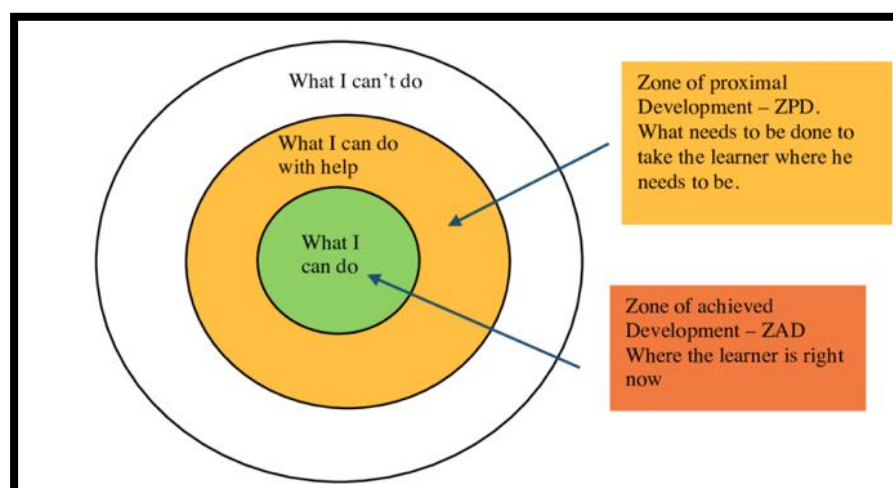 What I can't do
What I can do
with help
What I
can do
Zone of proximal
Development – ZPD.
What needs to be done to
take the learner where he
needs to be.
Zone of achieved
Development – ZAD
Where the learner is right
now